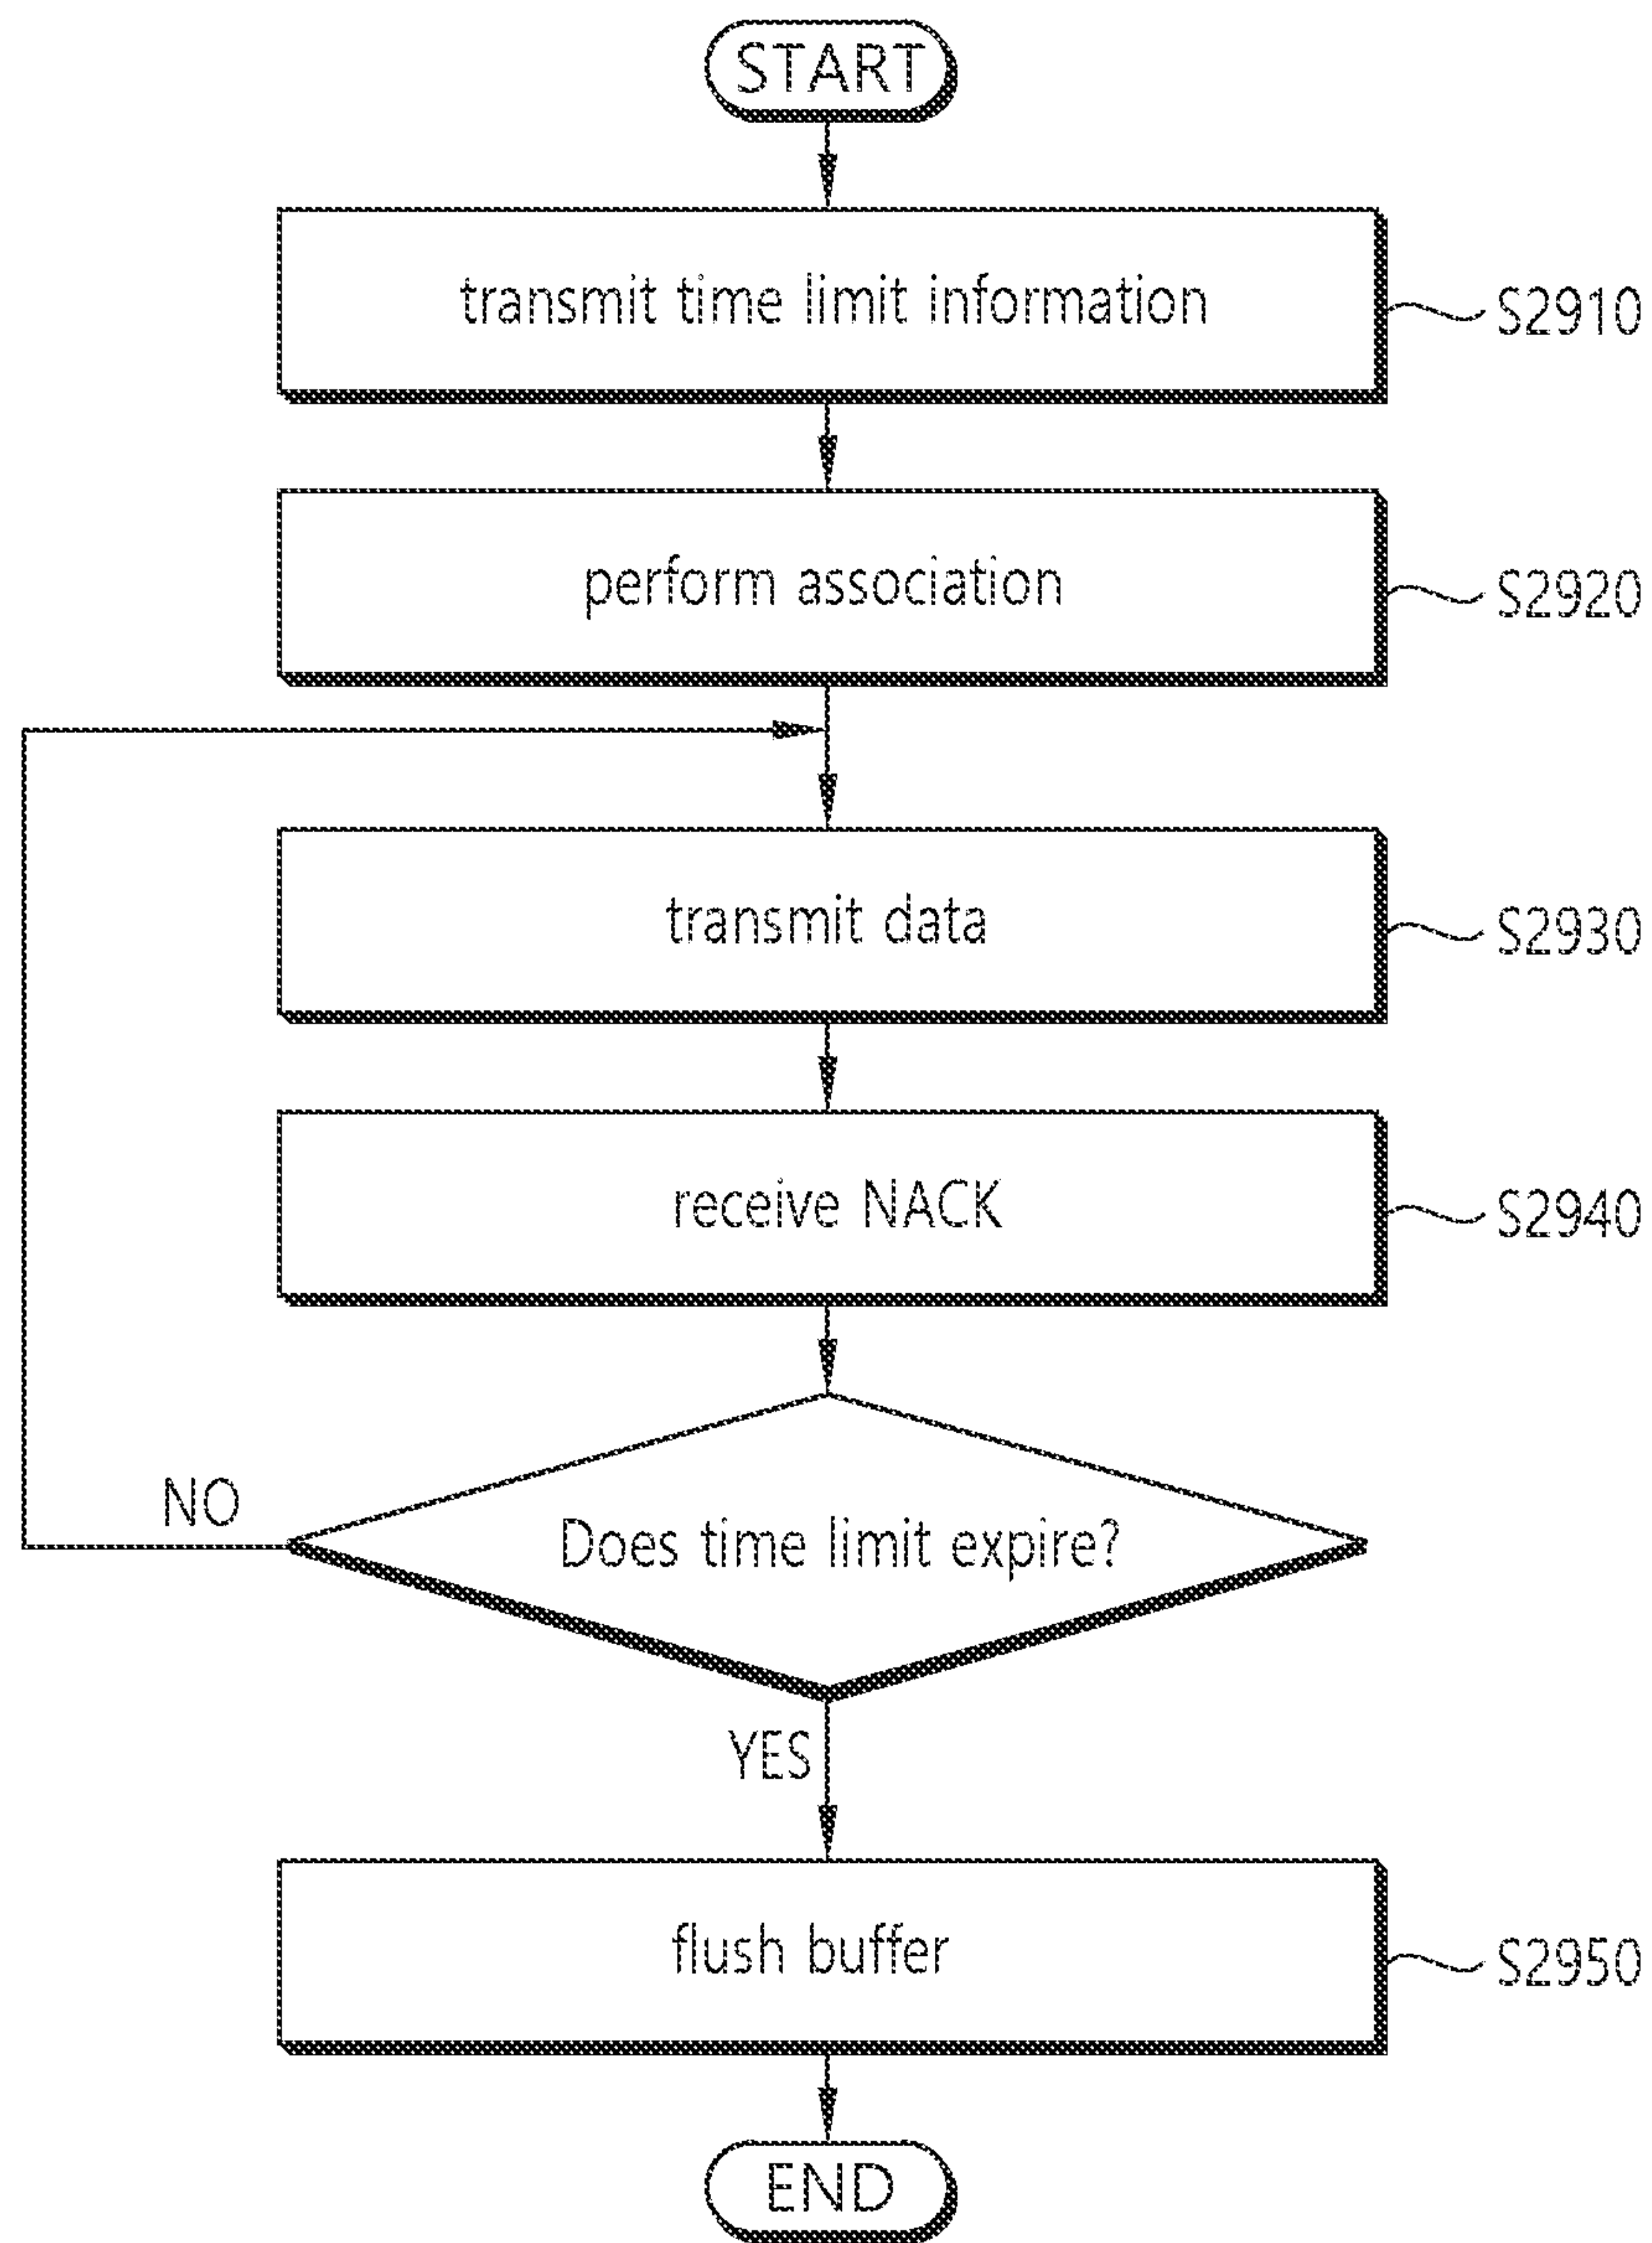 START
transmit time limit information
S2910
perform association
S2920
transmit data
S2930
receive NACK
S2940
NO
Does time limit expire?
YES
flush buffer
S2950
END